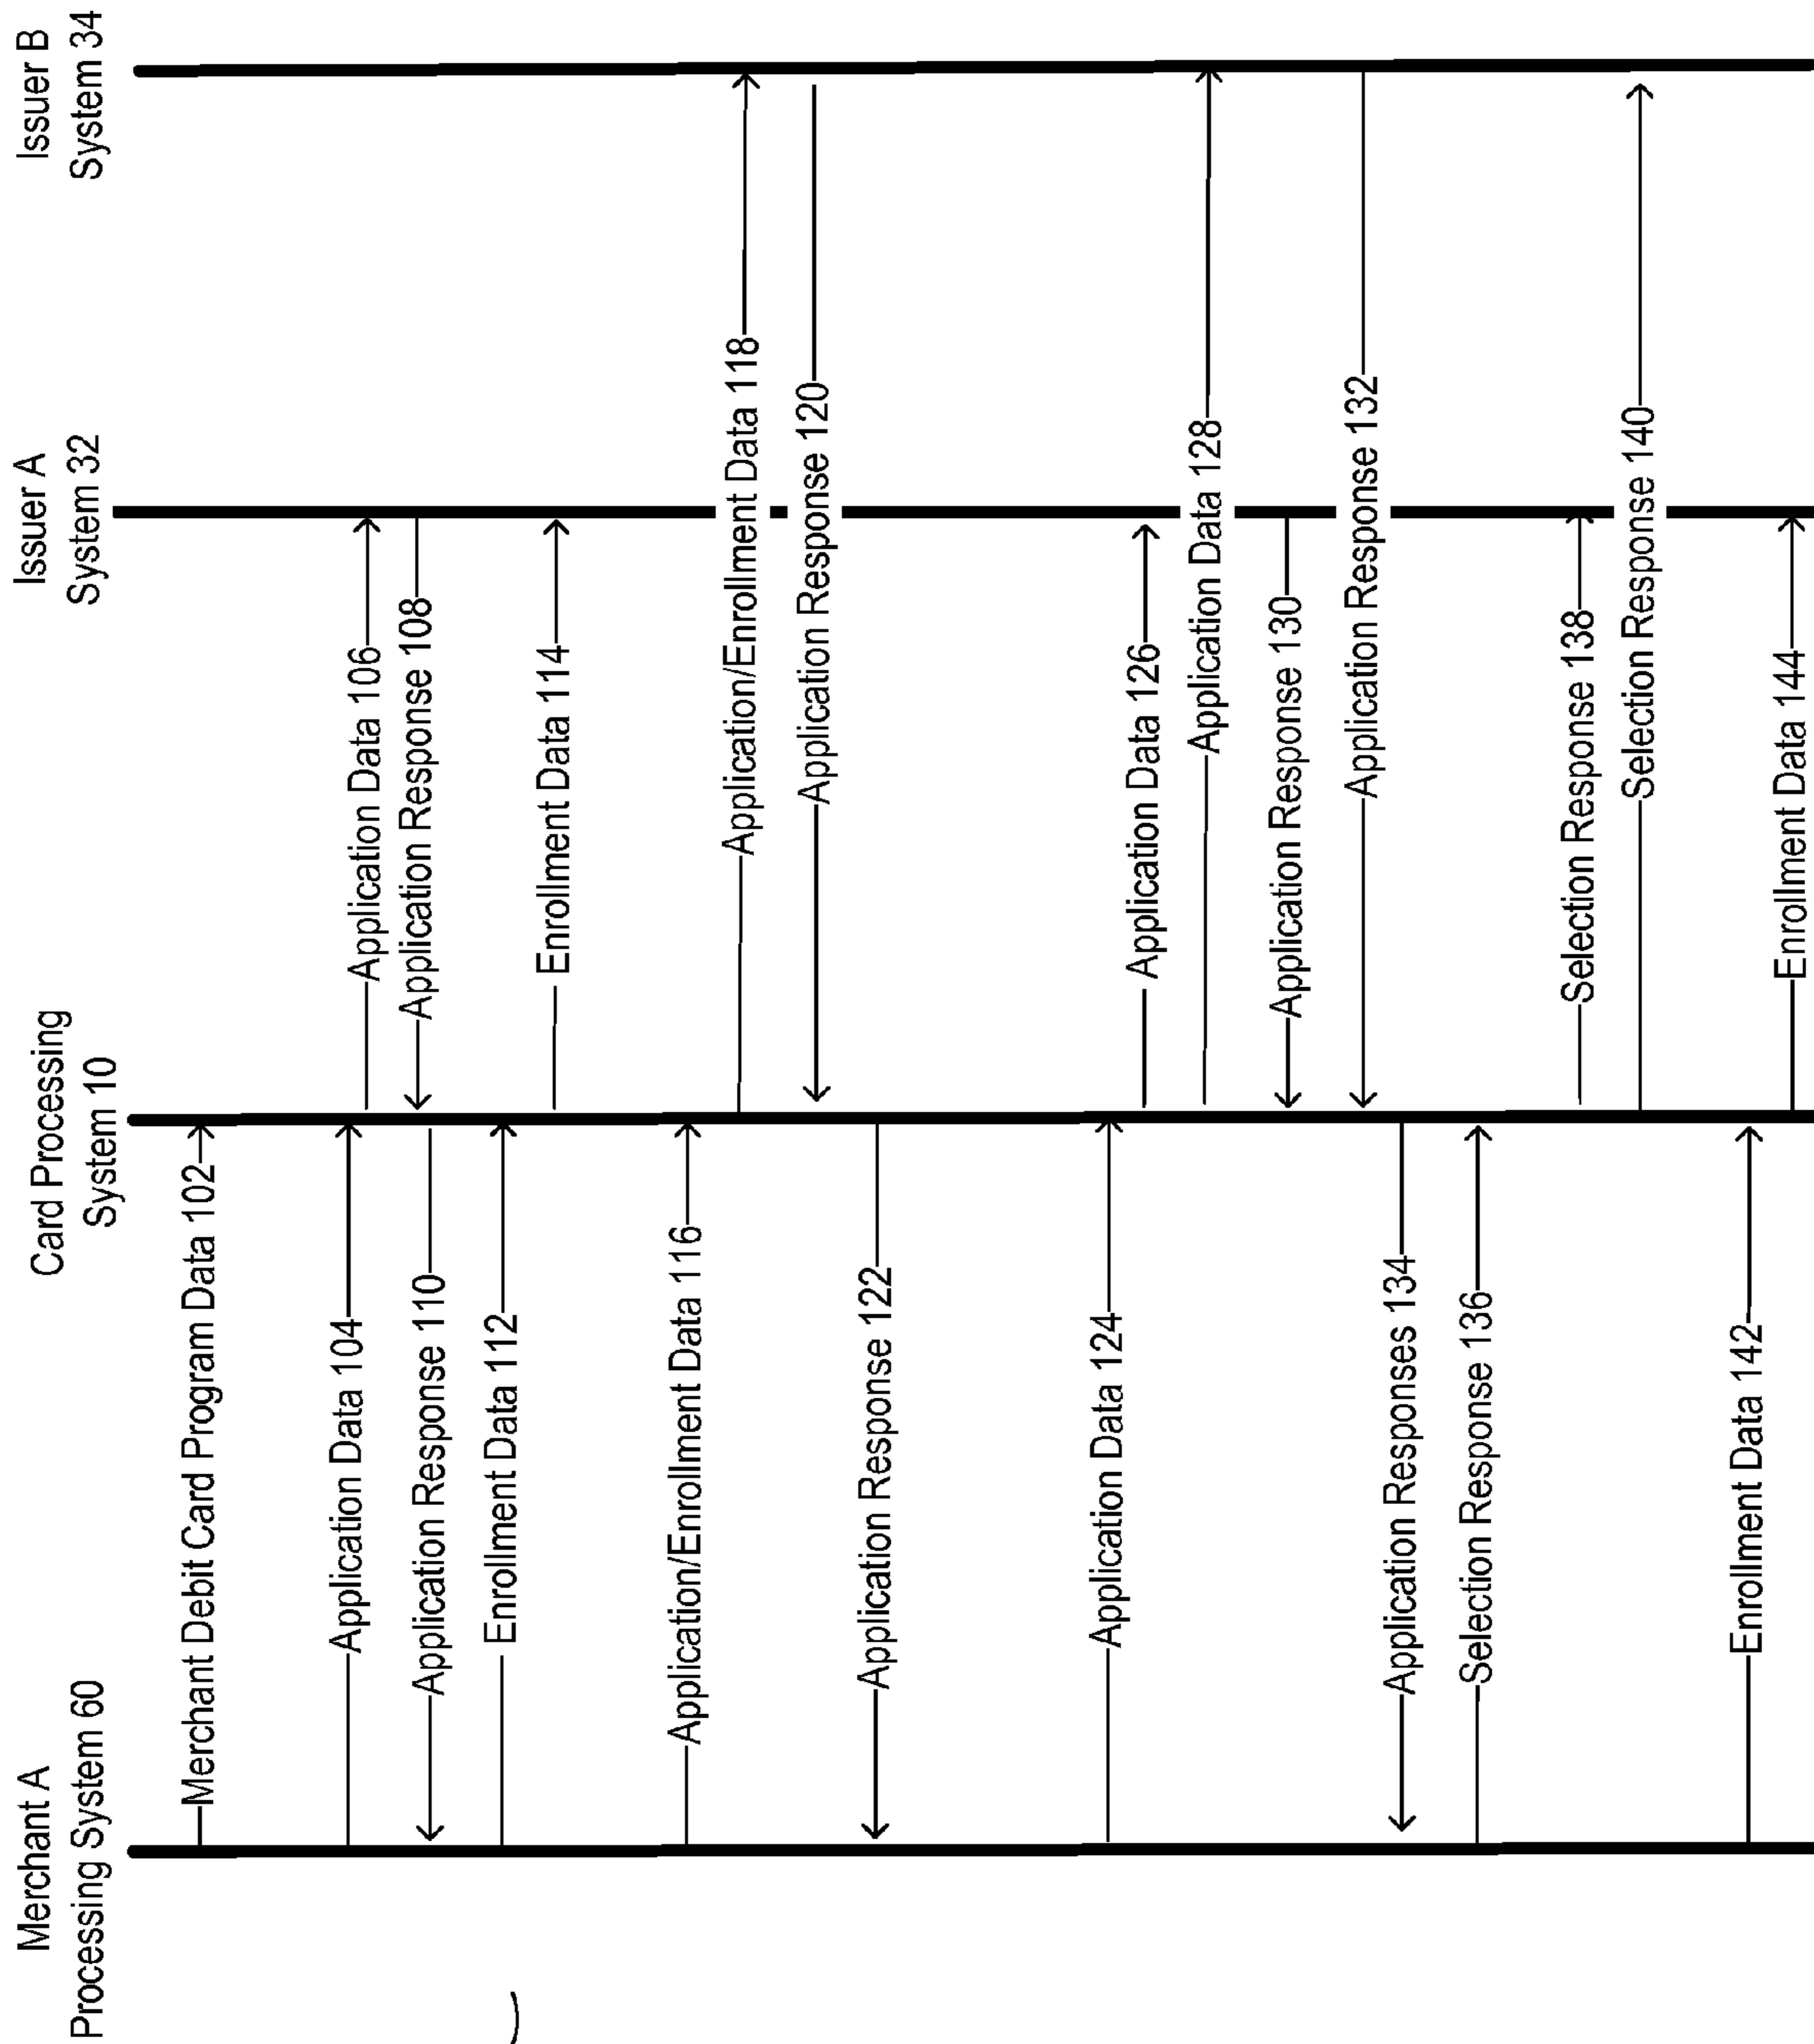 Merchant A
Processing System 60
Card Processing
System 10
Issuer A
System 32
Issuer B
System 34
Merchant Debit Card Program Data 102
Application Data 104
Application Data 106
Application Response 108
Application Response 110
Enrollment Data 112
Enrollment Data 114
Application/Enrollment Data 116
Application/Enrollment Data 118
Application Response 120
Application Response 122
Application Data 124
Application Data 126
Application Data 128
Application Response 130
Application Response 132
Application Responses 134
Selection Response 136
Selection Response 138
Selection Response 140
Enrollment Data 142
Enrollment Data 144